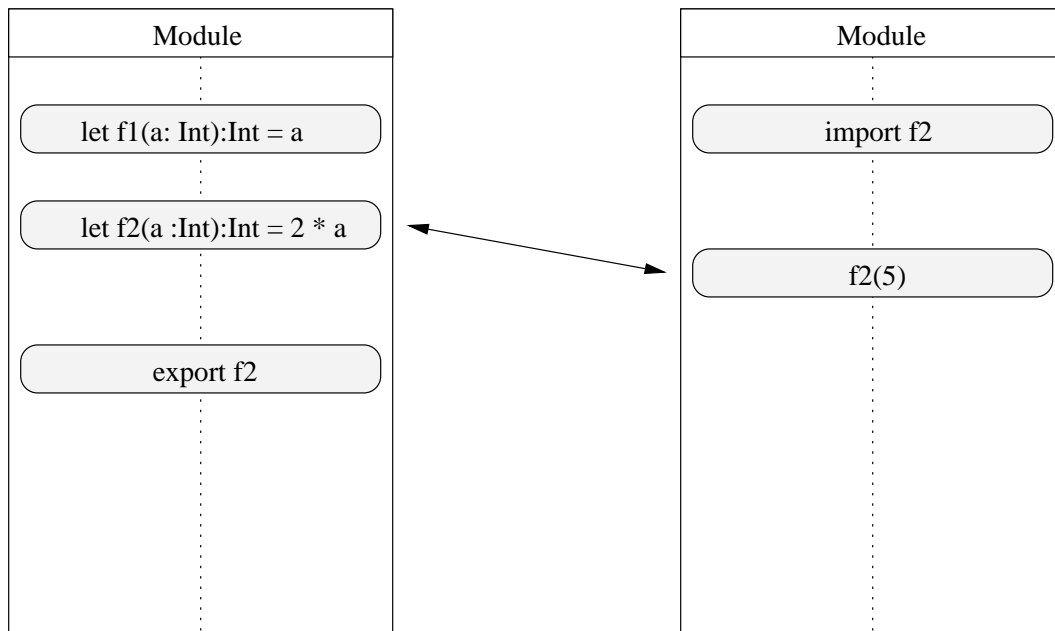 Module
let f1(a: Int):Int = a
let f2(a :Int):Int = 2 * a
export f2
Module
import f2
f2(5)